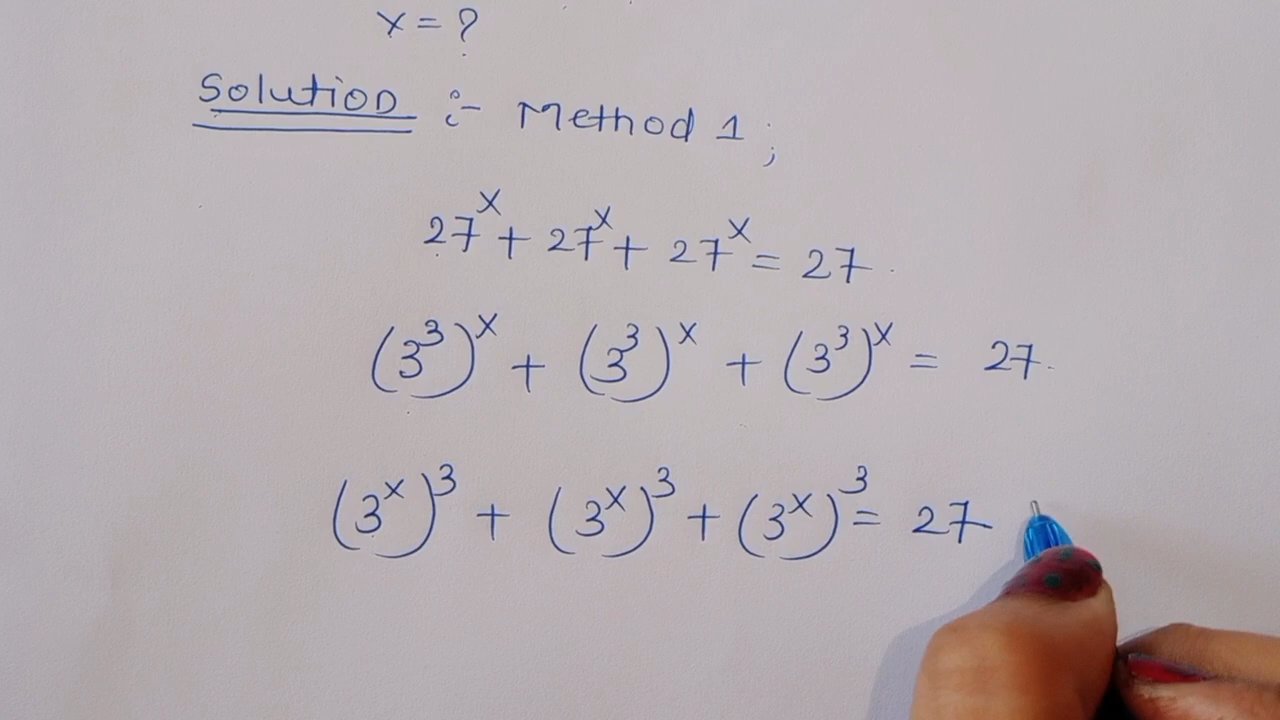 x = ?
Solution :- Method 1;
27^x + 27^x + 27^x = 27
(3^3)^x + (3^3)^x + (3^3)^x = 27.
(3^x)^3 + (3^x)^3 + (3^x)^3 = 27